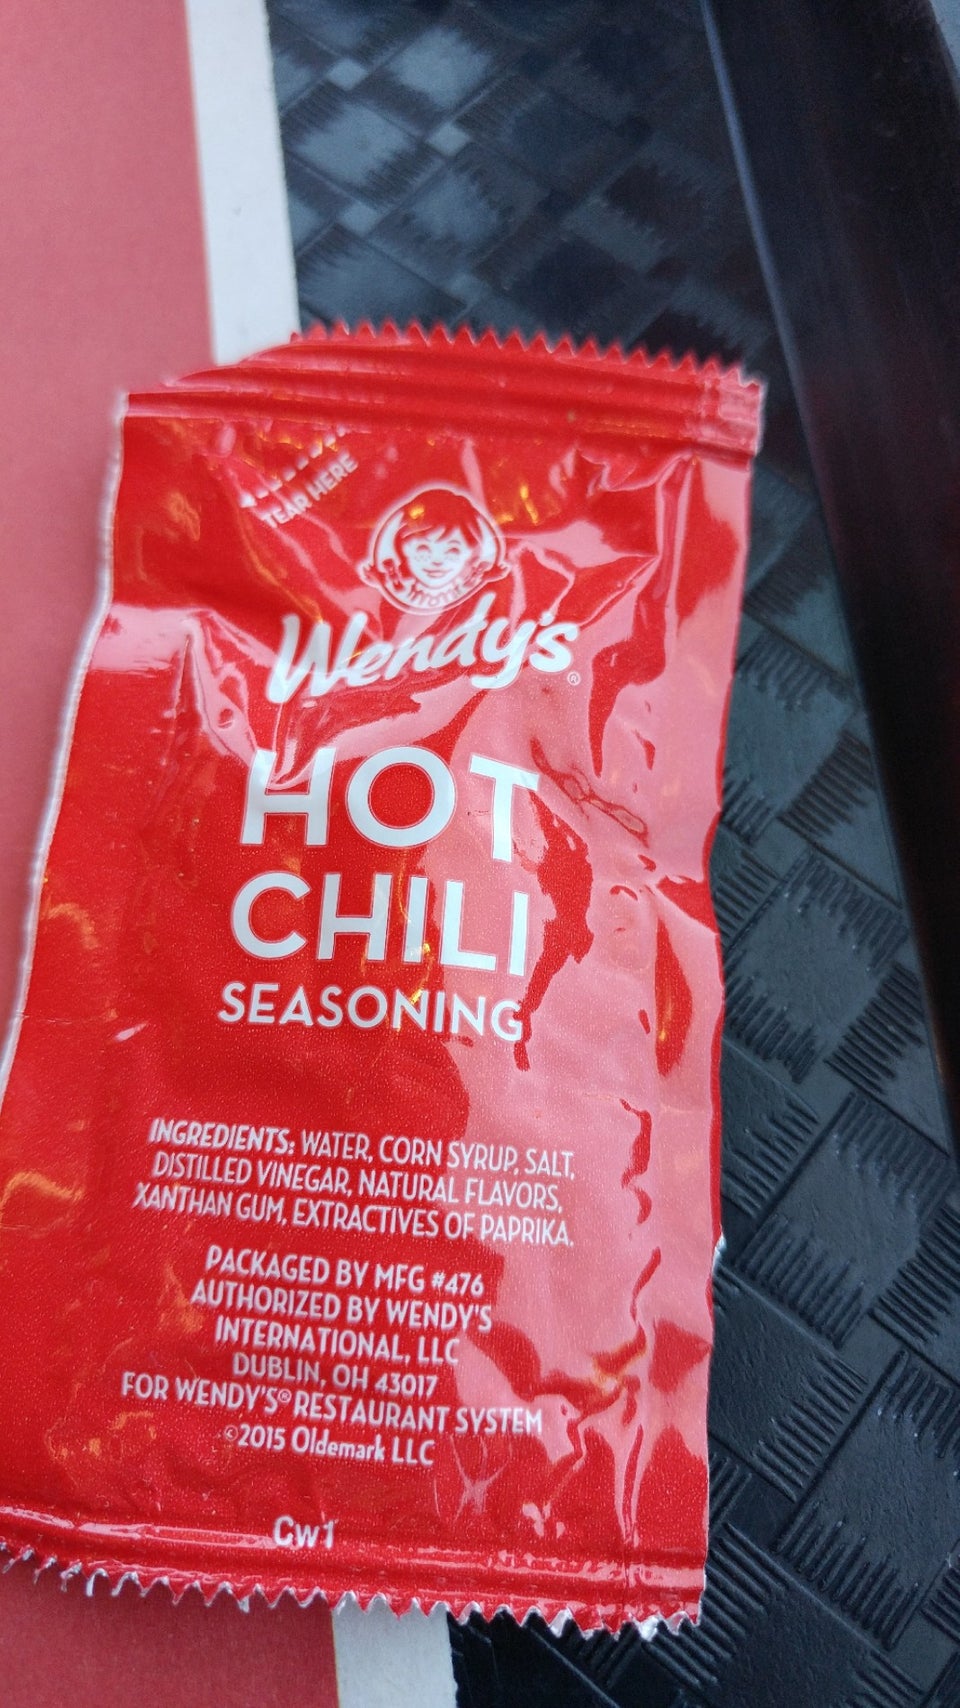 TEAR HERE
Wendy's®
HOT
CHILI
SEASONING
INGREDIENTS: WATER, CORN SYRUP, SALT,
DISTILLED VINEGAR, NATURAL FLAVORS,
XANTHAN GUM, EXTRACTIVES OF PAPRIKA.
PACKAGED BY MFG #476
AUTHORIZED BY WENDY'S
INTERNATIONAL, LLC
DUBLIN, OH 43017
FOR WENDY'S® RESTAURANT SYSTEM
©2015 Oldemark LLC
Cw1